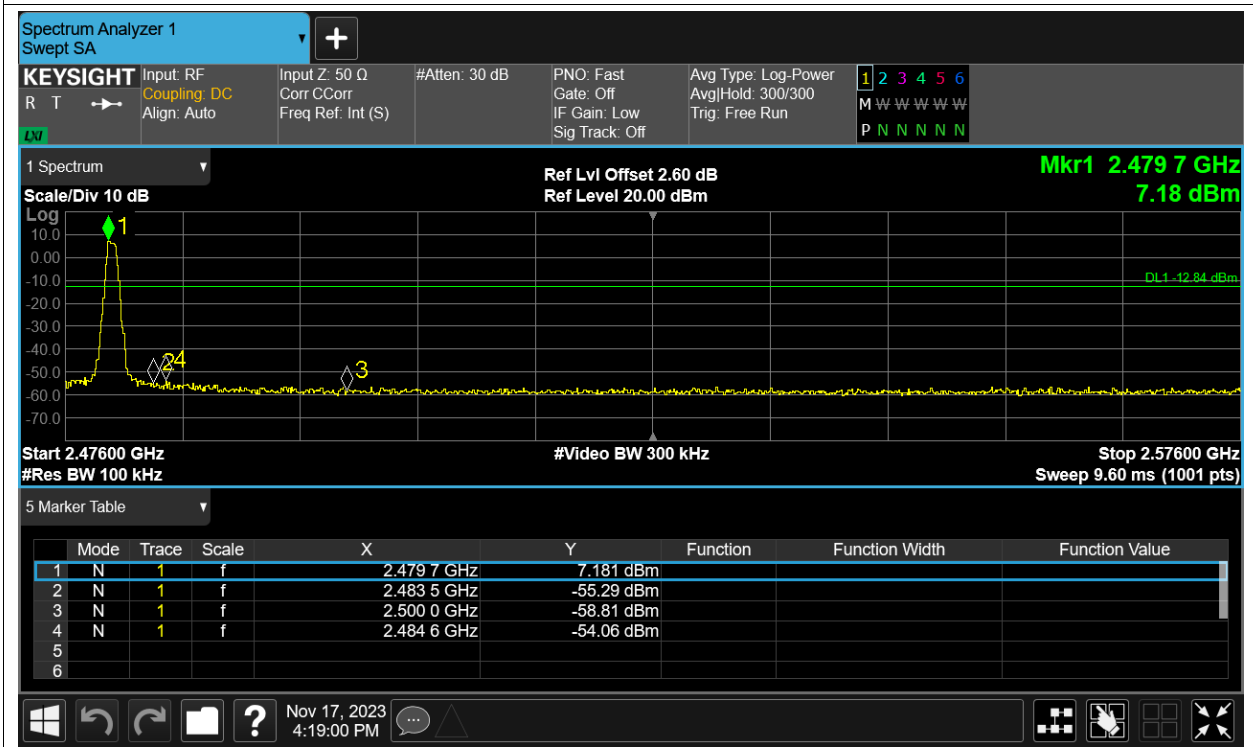 Spectrum Analyzer 1
Swept SA
KEYSIGHT
R T
LXI
Input: RF
Coupling: DC
Align: Auto
Input Z: 50 Ω
Corr CCorr
Freq Ref: Int (S)
#Atten: 30 dB
PNO: Fast
Gate: Off
IF Gain: Low
Sig Track: Off
Avg Type: Log-Power
Avg|Hold: 300/300
Trig: Free Run
1 2 3 4 5 6
M W W W W W
P N N N N N
1 Spectrum
Scale/Div 10 dB
Ref Lvl Offset 2.60 dB
Ref Level 20.00 dBm
Mkr1 2.479 7 GHz
7.18 dBm
Log
10.0
0.00
-10.0
-20.0
-30.0
-40.0
-50.0
-60.0
-70.0
1
24
3
DL1 -12.84 dBm
Start 2.47600 GHz
#Video BW 300 kHz
Stop 2.57600 GHz
#Res BW 100 kHz
Sweep 9.60 ms (1001 pts)
5 Marker Table
Mode Trace Scale X Y Function Function Width Function Value
1 N 1 f 2.479 7 GHz 7.181 dBm
2 N 1 f 2.483 5 GHz -55.29 dBm
3 N 1 f 2.500 0 GHz -58.81 dBm
4 N 1 f 2.484 6 GHz -54.06 dBm
5
6
?
Nov 17, 2023
4:19:00 PM